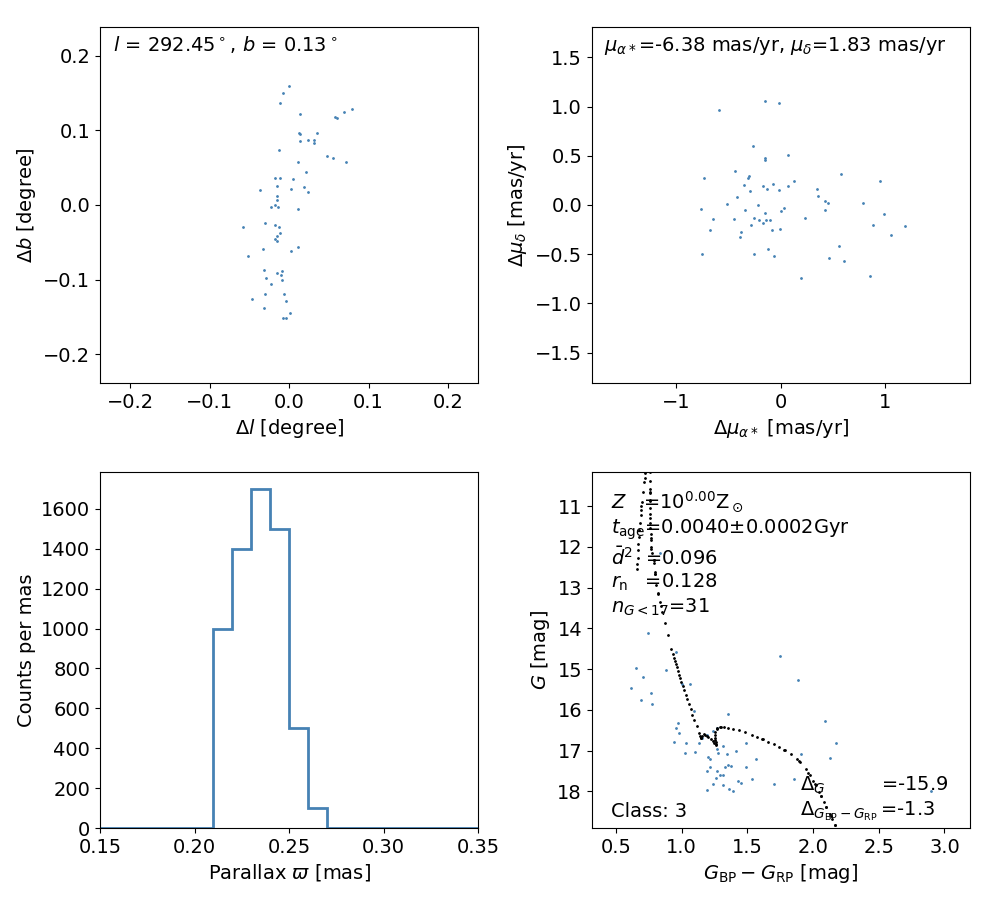 l = 292.45°, b = 0.13°
0.2
0.1
0.0
−0.1
−0.2
Δb [degree]
−0.2 −0.1 0.0 0.1 0.2
Δl [degree]
μα*=-6.38 mas/yr, μδ=1.83 mas/yr
1.5
1.0
0.5
0.0
−0.5
−1.0
−1.5
Δμδ [mas/yr]
−1 0 1
Δμα* [mas/yr]
1600
1400
1200
1000
800
600
400
200
0
Counts per mas
0.15 0.20 0.25 0.30 0.35
Parallax ϖ [mas]
Z =10^0.00 Z⊙
t_age=0.0040±0.0002Gyr
d̄² =0.096
r_n =0.128
n_G<17=31
11
12
13
14
15
16
17
18
G [mag]
Δ_G =-15.9
Class: 3 Δ_GBP−GRP =-1.3
0.5 1.0 1.5 2.0 2.5 3.0
G_BP − G_RP [mag]